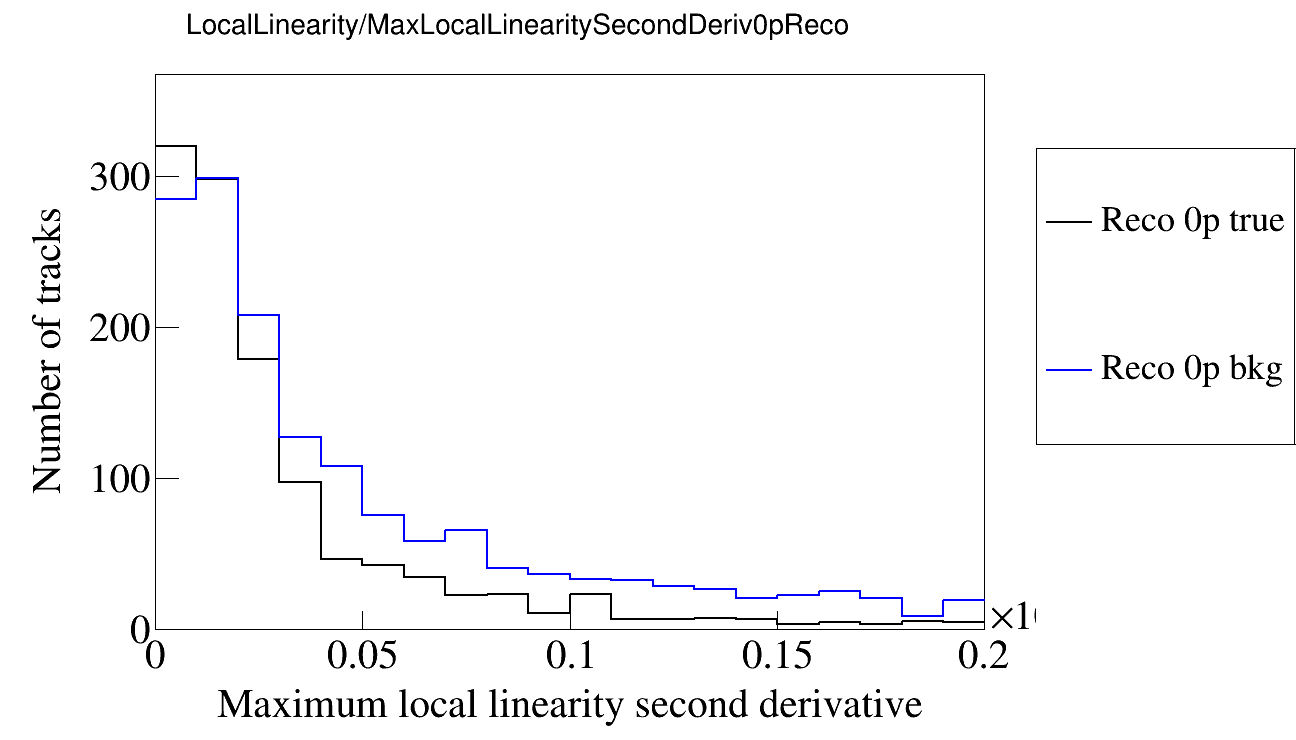 LocalLinearity/MaxLocalLinearitySecondDeriv0pReco
Number of tracks
300
200
100
0
0 0.05 0.1 0.15 0.2
×1
Maximum local linearity second derivative
Reco 0p true
Reco 0p bkg